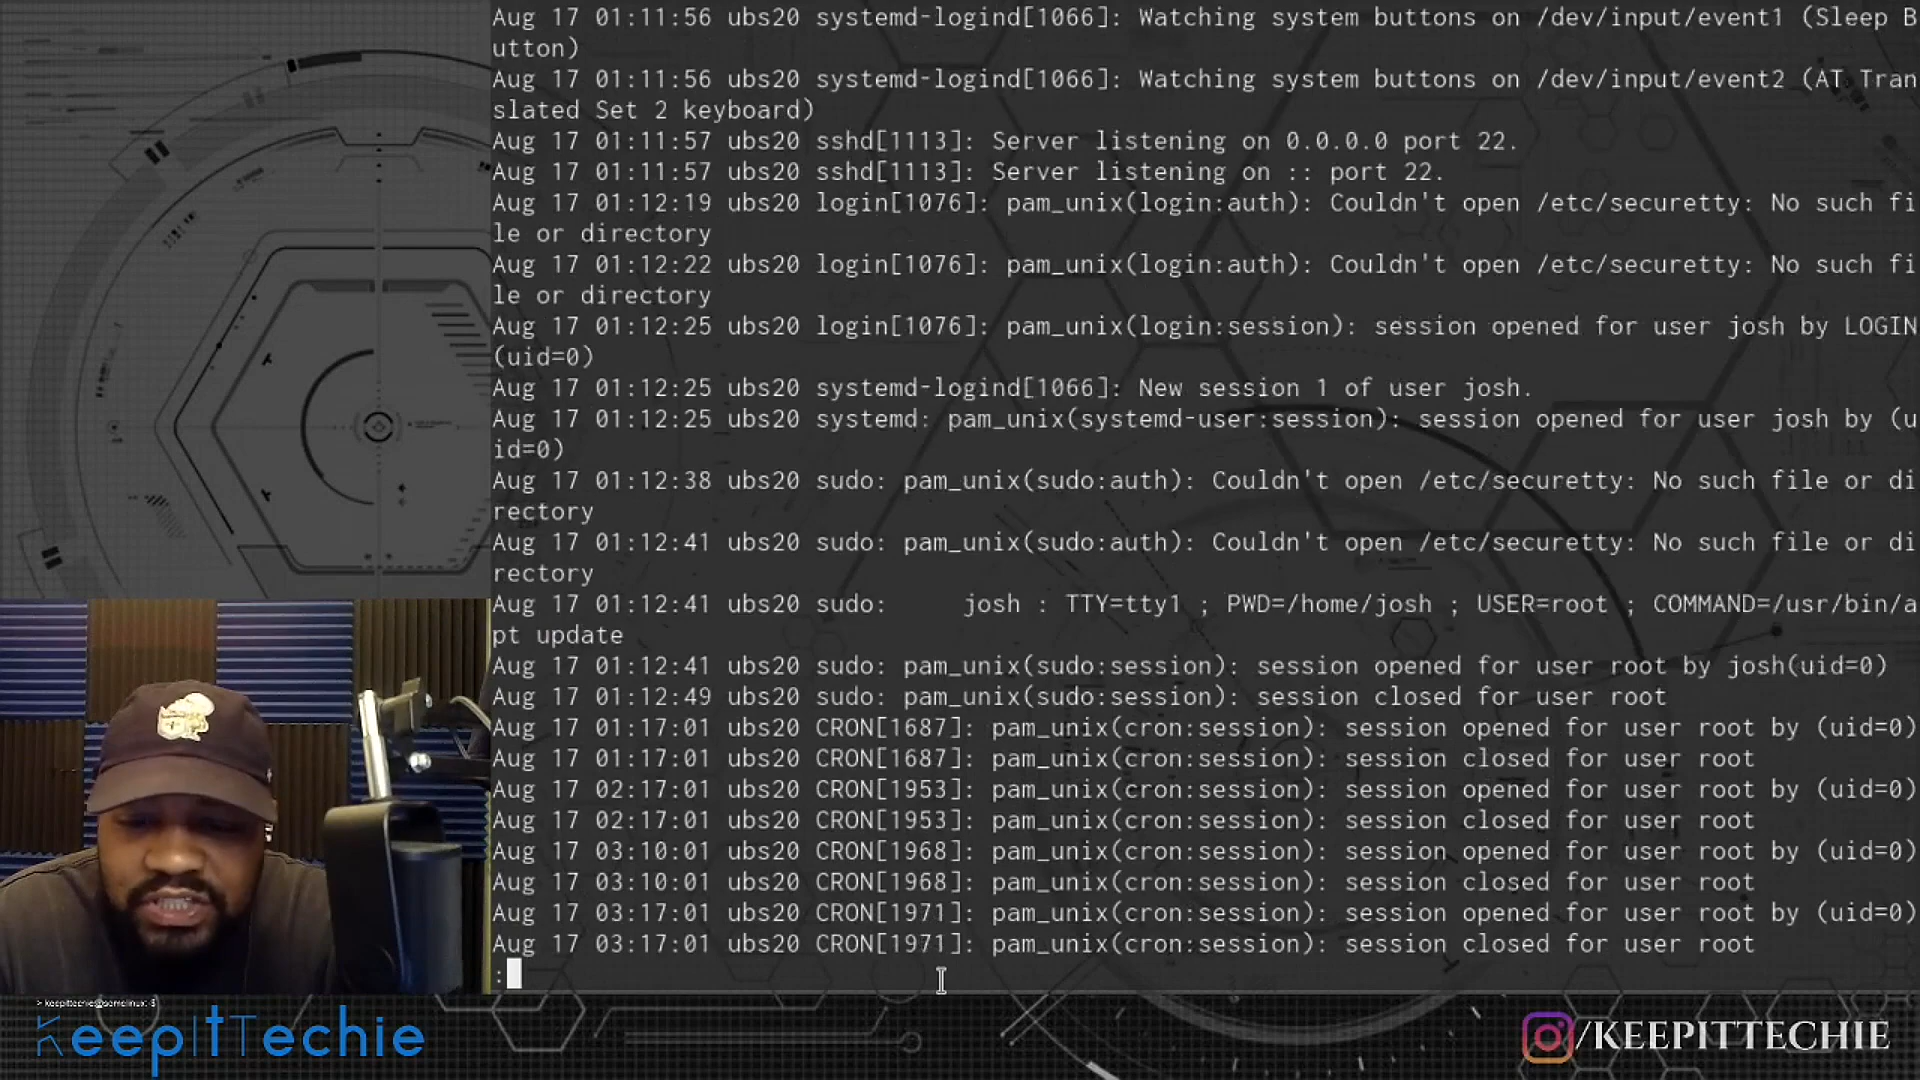 Aug 17 01:11:56 ubs20 systemd-logind[1066]: Watching system buttons on /dev/input/event1 (Sleep B
utton)
Aug 17 01:11:56 ubs20 systemd-logind[1066]: Watching system buttons on /dev/input/event2 (AT Tran
slated Set 2 keyboard)
Aug 17 01:11:57 ubs20 sshd[1113]: Server listening on 0.0.0.0 port 22.
Aug 17 01:11:57 ubs20 sshd[1113]: Server listening on :: port 22.
Aug 17 01:12:19 ubs20 login[1076]: pam_unix(login:auth): Couldn't open /etc/securetty: No such fi
le or directory
Aug 17 01:12:22 ubs20 login[1076]: pam_unix(login:auth): Couldn't open /etc/securetty: No such fi
le or directory
Aug 17 01:12:25 ubs20 login[1076]: pam_unix(login:session): session opened for user josh by LOGIN
(uid=0)
Aug 17 01:12:25 ubs20 systemd-logind[1066]: New session 1 of user josh.
Aug 17 01:12:25 ubs20 systemd: pam_unix(systemd-user:session): session opened for user josh by (u
id=0)
Aug 17 01:12:38 ubs20 sudo: pam_unix(sudo:auth): Couldn't open /etc/securetty: No such file or di
rectory
Aug 17 01:12:41 ubs20 sudo: pam_unix(sudo:auth): Couldn't open /etc/securetty: No such file or di
rectory
Aug 17 01:12:41 ubs20 sudo:     josh : TTY=tty1 ; PWD=/home/josh ; USER=root ; COMMAND=/usr/bin/a
pt update
Aug 17 01:12:41 ubs20 sudo: pam_unix(sudo:session): session opened for user root by josh(uid=0)
Aug 17 01:12:49 ubs20 sudo: pam_unix(sudo:session): session closed for user root
Aug 17 01:17:01 ubs20 CRON[1687]: pam_unix(cron:session): session opened for user root by (uid=0)
Aug 17 01:17:01 ubs20 CRON[1687]: pam_unix(cron:session): session closed for user root
Aug 17 02:17:01 ubs20 CRON[1953]: pam_unix(cron:session): session opened for user root by (uid=0)
Aug 17 02:17:01 ubs20 CRON[1953]: pam_unix(cron:session): session closed for user root
Aug 17 03:10:01 ubs20 CRON[1968]: pam_unix(cron:session): session opened for user root by (uid=0)
Aug 17 03:10:01 ubs20 CRON[1968]: pam_unix(cron:session): session closed for user root
Aug 17 03:17:01 ubs20 CRON[1971]: pam_unix(cron:session): session opened for user root by (uid=0)
Aug 17 03:17:01 ubs20 CRON[1971]: pam_unix(cron:session): session closed for user root
:
> keepittechie@somelinux:~$
KeepItTechie
/KEEPITTECHIE